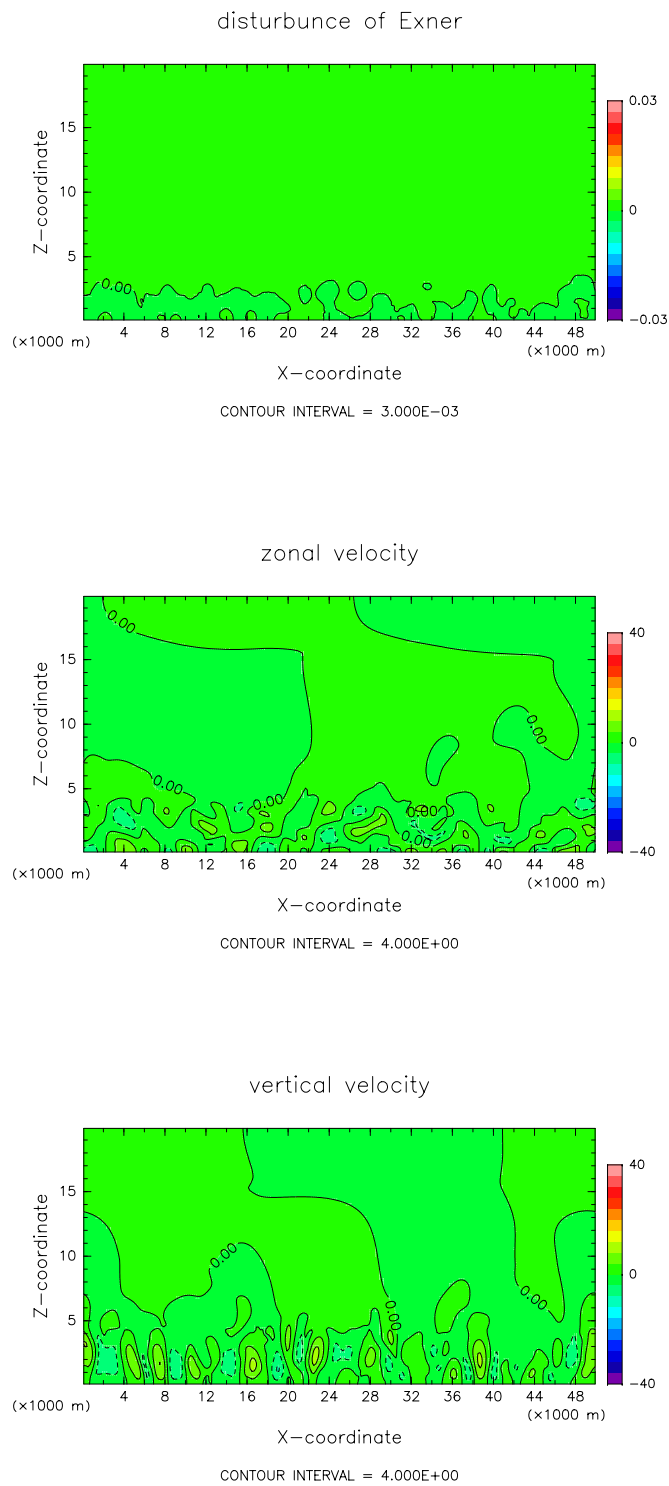 disturbunce of Exner
0.03
15
10
Z-coordinate
0
5
0.00
-0.03
4 8 12 16 20 24 28 32 36 40 44 48
(×1000 m)
(×1000 m)
X-coordinate
CONTOUR INTERVAL = 3.000E-03
zonal velocity
40
0.00
15
10
Z-coordinate
0.00
0
0.00
5
0.00
0.00
0.00
-40
4 8 12 16 20 24 28 32 36 40 44 48
(×1000 m)
(×1000 m)
X-coordinate
CONTOUR INTERVAL = 4.000E+00
vertical velocity
40
15
10
Z-coordinate
0.00
0
0.00
0.00
5
-40
4 8 12 16 20 24 28 32 36 40 44 48
(×1000 m)
(×1000 m)
X-coordinate
CONTOUR INTERVAL = 4.000E+00